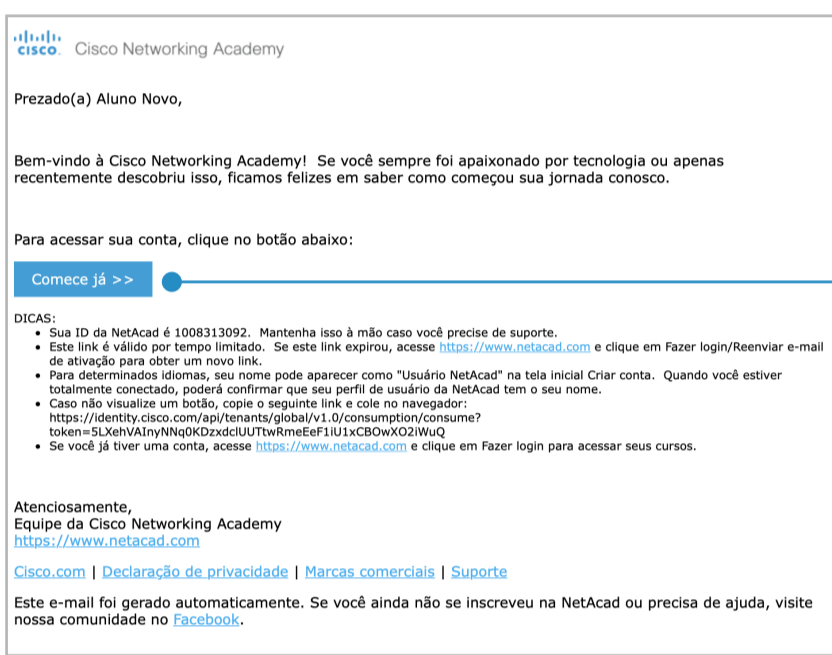 cisco. Cisco Networking Academy
Prezado(a) Aluno Novo,
Bem-vindo à Cisco Networking Academy!  Se você sempre foi apaixonado por tecnologia ou apenas
recentemente descobriu isso, ficamos felizes em saber como começou sua jornada conosco.
Para acessar sua conta, clique no botão abaixo:
Comece já >>
DICAS:
• Sua ID da NetAcad é 1008313092.  Mantenha isso à mão caso você precise de suporte.
• Este link é válido por tempo limitado.  Se este link expirou, acesse https://www.netacad.com e clique em Fazer login/Reenviar e-mail
de ativação para obter um novo link.
• Para determinados idiomas, seu nome pode aparecer como "Usuário NetAcad" na tela inicial Criar conta.  Quando você estiver
totalmente conectado, poderá confirmar que seu perfil de usuário da NetAcad tem o seu nome.
• Caso não visualize um botão, copie o seguinte link e cole no navegador:
https://identity.cisco.com/api/tenants/global/v1.0/consumption/consume?
token=5LXehVAInyNNq0KDzxdclUUTtwRmeEeF1iU1xCBOwXO2iWuQ
• Se você já tiver uma conta, acesse https://www.netacad.com e clique em Fazer login para acessar seus cursos.
Atenciosamente,
Equipe da Cisco Networking Academy
https://www.netacad.com
Cisco.com | Declaração de privacidade | Marcas comerciais | Suporte
Este e-mail foi gerado automaticamente. Se você ainda não se inscreveu na NetAcad ou precisa de ajuda, visite
nossa comunidade no Facebook.